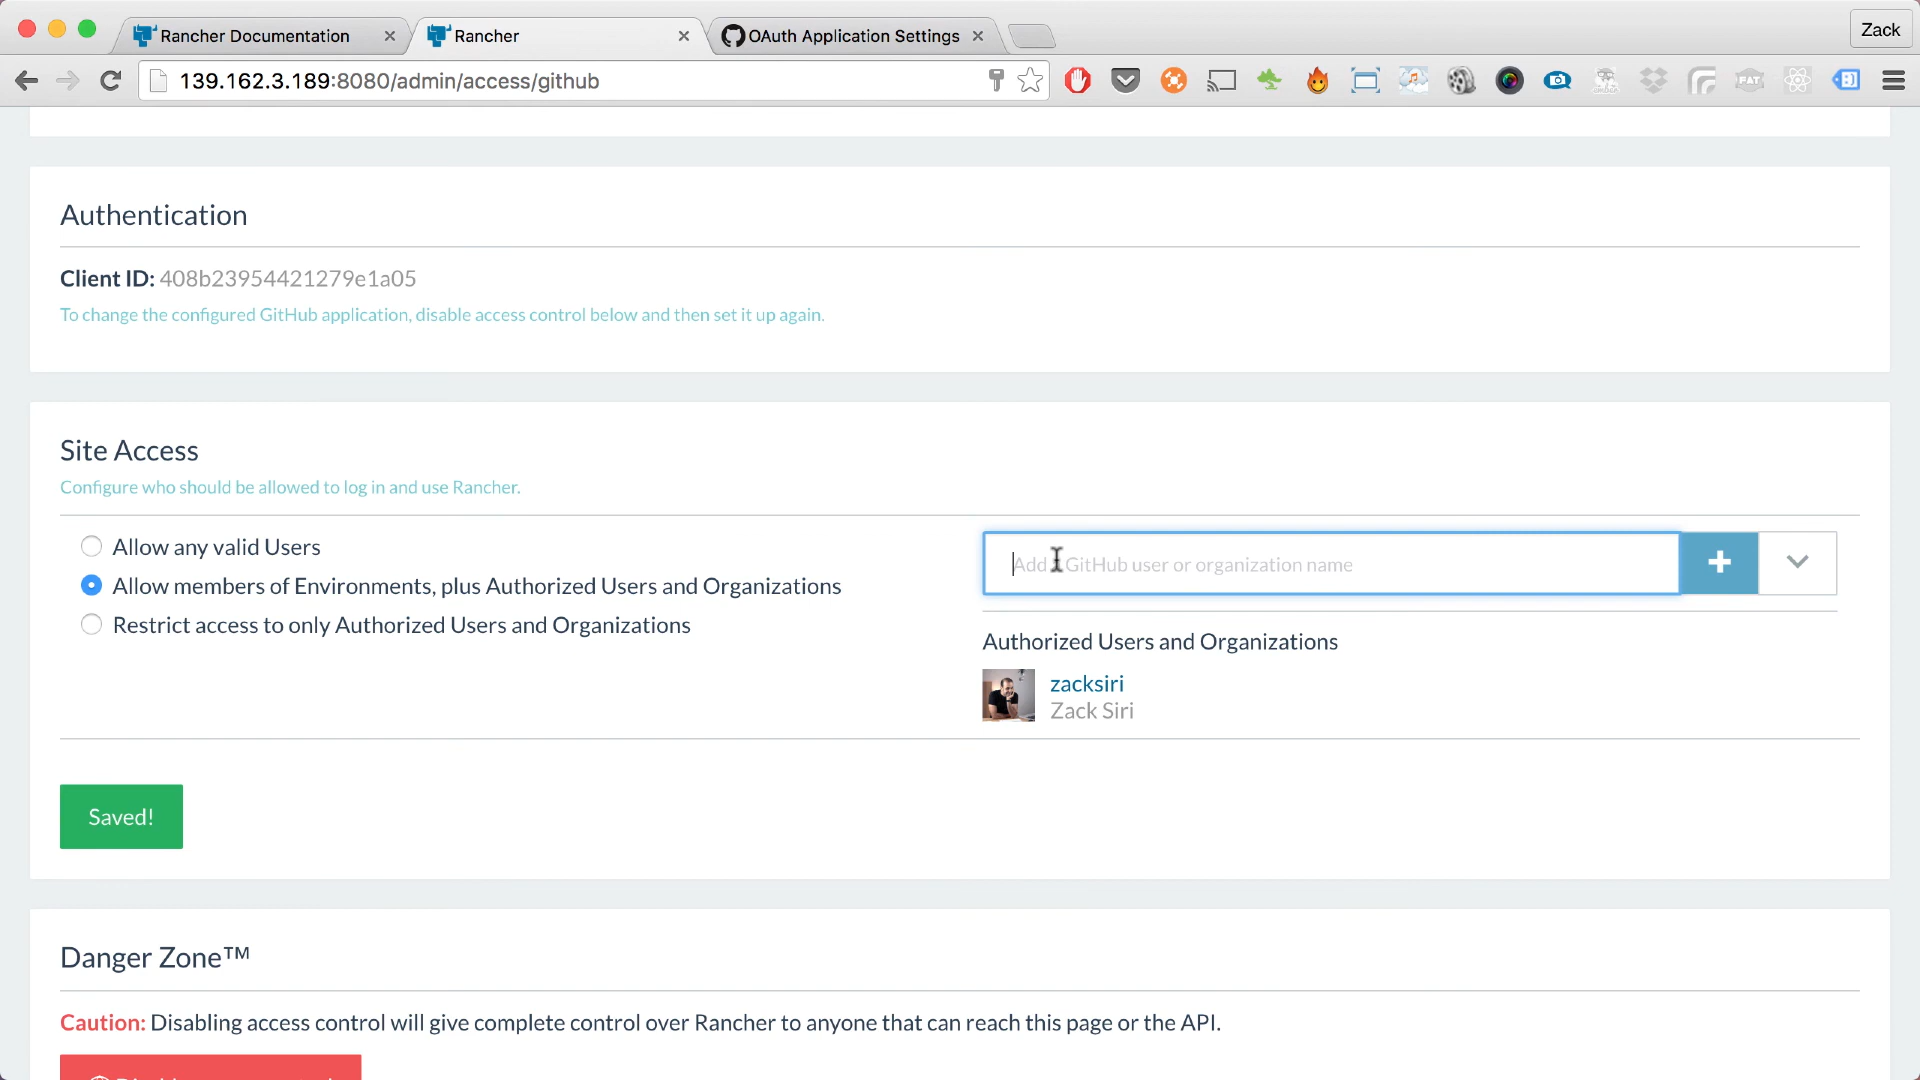 Rancher Documentation
Rancher
OAuth Application Settings
Zack
139.162.3.189:8080/admin/access/github
FAT
Authentication
Client ID: 408b23954421279e1a05
To change the configured GitHub application, disable access control below and then set it up again.
Site Access
Configure who should be allowed to log in and use Rancher.
Allow any valid Users
Allow members of Environments, plus Authorized Users and Organizations
Restrict access to only Authorized Users and Organizations
Add GitHub user or organization name
Authorized Users and Organizations
zacksiri
Zack Siri
Saved!
Danger Zone™
Caution: Disabling access control will give complete control over Rancher to anyone that can reach this page or the API.